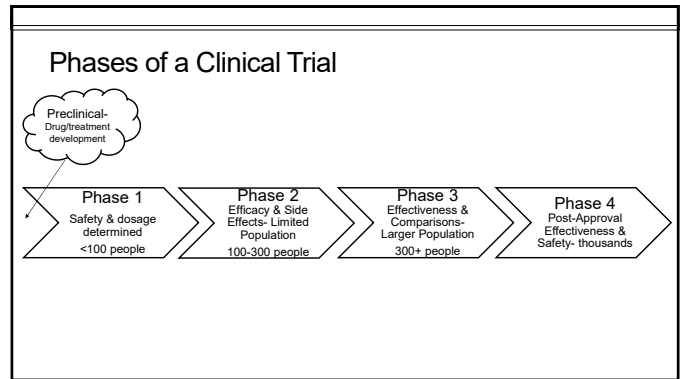 Phases of a Clinical Trial
Preclinical-
Drug/treatment
development
Phase 1
Safety & dosage
determined
<100 people
Phase 2
Efficacy & Side
Effects- Limited
Population
100-300 people
Phase 3
Effectiveness &
Comparisons-
Larger Population
300+ people
Phase 4
Post-Approval
Effectiveness &
Safety- thousands